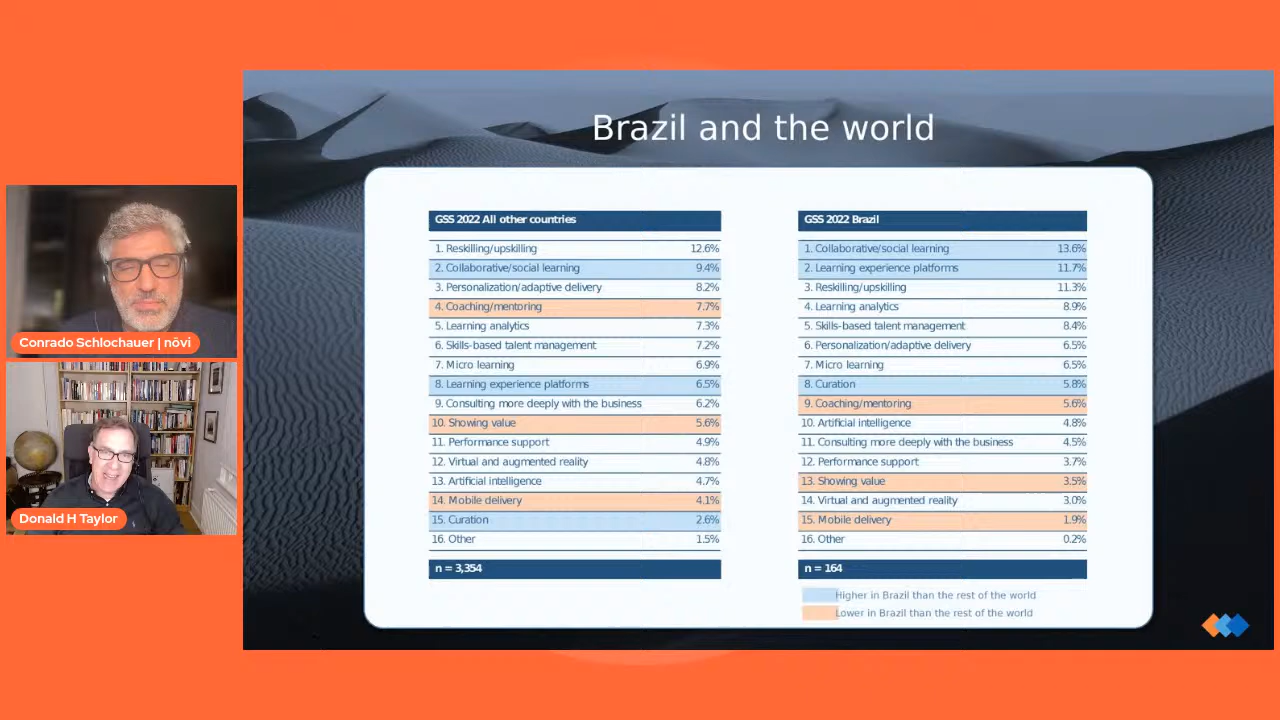 Brazil and the world
GSS 2022 All other countries
1. Reskilling/upskilling 12.6%
2. Collaborative/social learning 9.4%
3. Personalization/adaptive delivery 8.2%
4. Coaching/mentoring 7.7%
5. Learning analytics 7.3%
6. Skills-based talent management 7.2%
7. Micro learning 6.9%
8. Learning experience platforms 6.5%
9. Consulting more deeply with the business 6.2%
10. Showing value 5.6%
11. Performance support 4.9%
12. Virtual and augmented reality 4.8%
13. Artificial intelligence 4.7%
14. Mobile delivery 4.1%
15. Curation 2.6%
16. Other 1.5%
n = 3,354
GSS 2022 Brazil
1. Collaborative/social learning 13.6%
2. Learning experience platforms 11.7%
3. Reskilling/upskilling 11.3%
4. Learning analytics 8.9%
5. Skills-based talent management 8.4%
6. Personalization/adaptive delivery 6.5%
7. Micro learning 6.5%
8. Curation 5.8%
9. Coaching/mentoring 5.6%
10. Artificial intelligence 4.8%
11. Consulting more deeply with the business 4.5%
12. Performance support 3.7%
13. Showing value 3.5%
14. Virtual and augmented reality 3.0%
15. Mobile delivery 1.9%
16. Other 0.2%
n = 164
Higher in Brazil than the rest of the world
Lower in Brazil than the rest of the world
Conrado Schlochauer | nōvi
Donald H Taylor